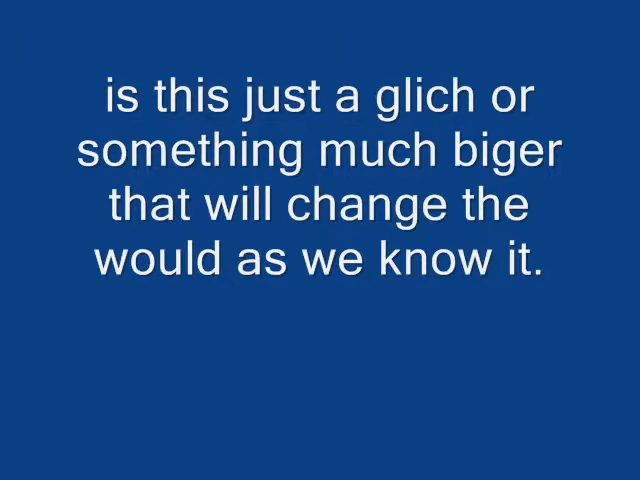 is this just a glich or
something much biger
that will change the
would as we know it.